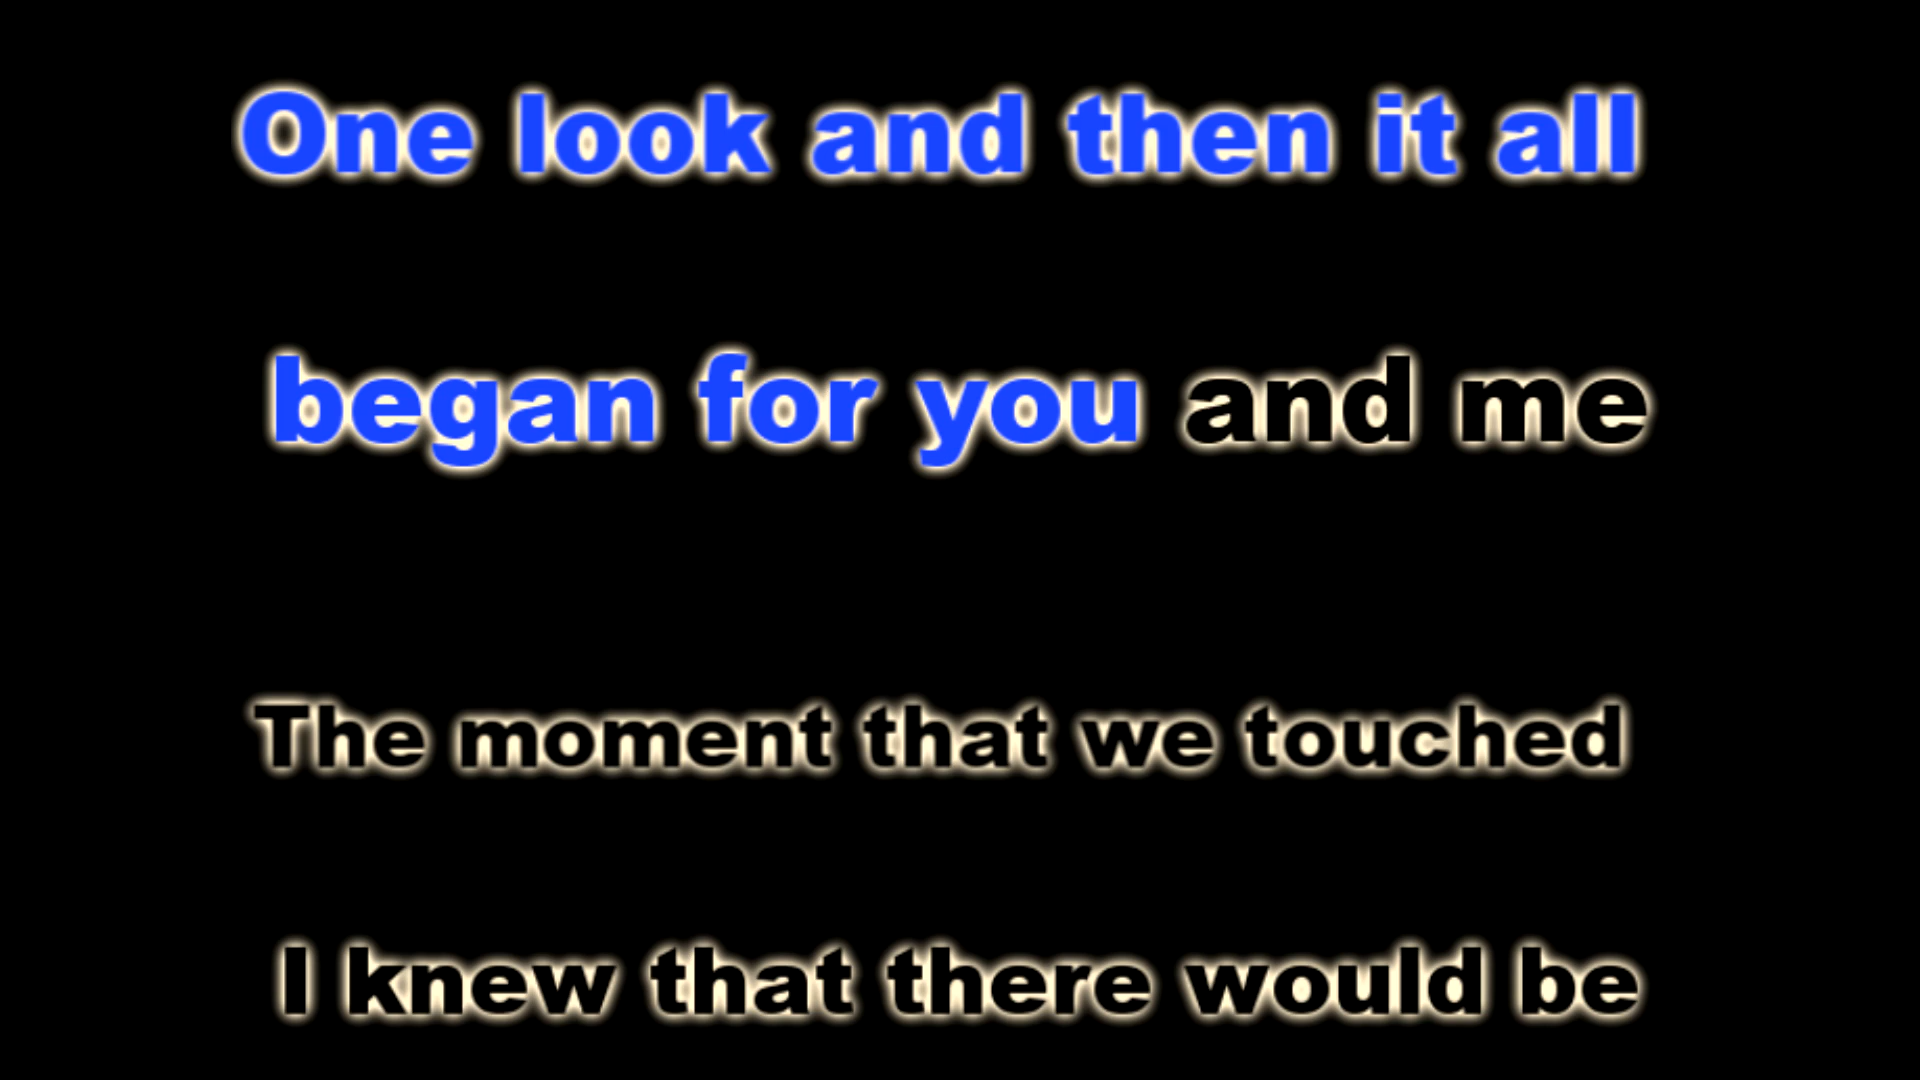 One look and then it all
began for you and me
The moment that we touched
I knew that there would be